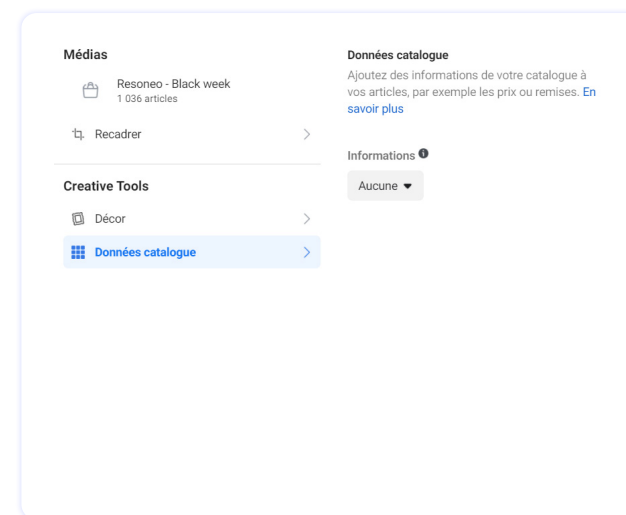 Médias
Resoneo - Black week
1 036 articles
Recadrer
Creative Tools
Décor
Données catalogue
Données catalogue
Ajoutez des informations de votre catalogue à
vos articles, par exemple les prix ou remises. En
savoir plus
Informations
Aucune